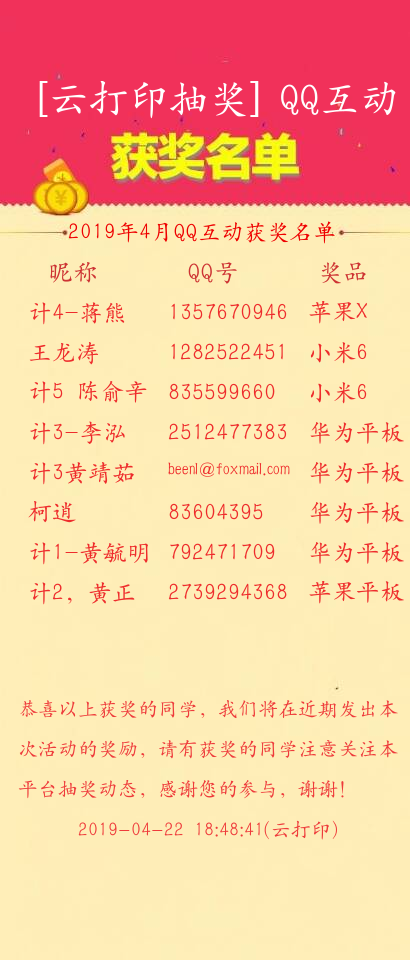 [云打印抽奖] QQ互动
获奖名单
2019年4月QQ互动获奖名单
昵称 QQ号 奖品
计4-蒋熊 1357670946 苹果X
王龙涛 1282522451 小米6
计5 陈俞辛 835599660 小米6
计3-李泓 2512477383 华为平板
计3黄靖茹 beenl@foxmail.com 华为平板
柯逍 83604395 华为平板
计1-黄毓明 792471709 华为平板
计2，黄正 2739294368 苹果平板
恭喜以上获奖的同学，我们将在近期发出本
次活动的奖励，请有获奖的同学注意关注本
平台抽奖动态，感谢您的参与，谢谢！
2019-04-22 18:48:41(云打印)